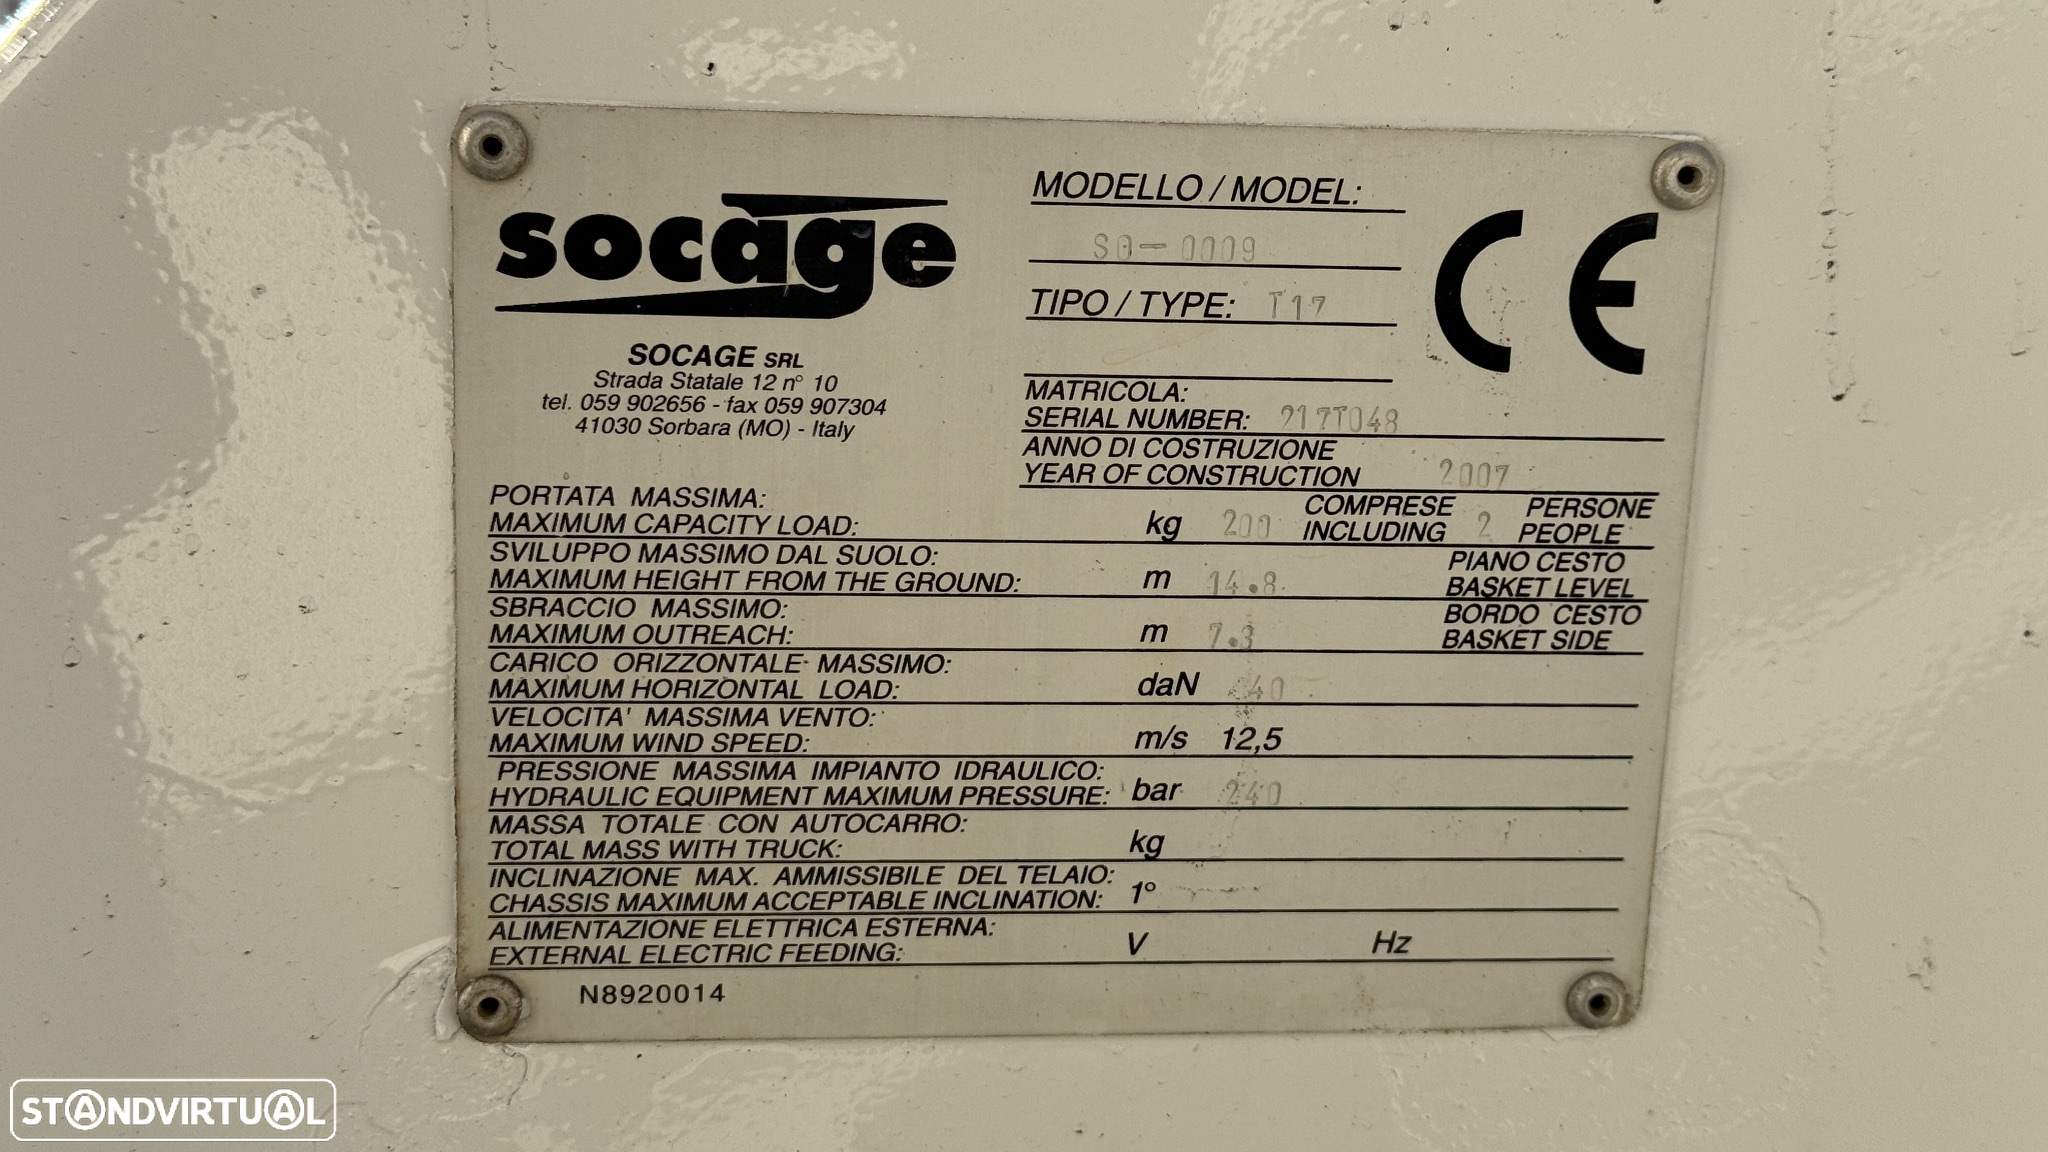 socage
SOCAGE SRL
Strada Statale 12 n° 10
tel. 059 902656 - fax 059 907304
41030 Sorbara (MO) - Italy
MODELLO / MODEL:
SO-0009
TIPO / TYPE: T17
CE
MATRICOLA:
SERIAL NUMBER: 217T048
ANNO DI COSTRUZIONE
YEAR OF CONSTRUCTION 2007
PORTATA MASSIMA: COMPRESE PERSONE
MAXIMUM CAPACITY LOAD: kg 200 INCLUDING 2 PEOPLE
SVILUPPO MASSIMO DAL SUOLO: PIANO CESTO
MAXIMUM HEIGHT FROM THE GROUND: m 14.8 BASKET LEVEL
SBRACCIO MASSIMO: BORDO CESTO
MAXIMUM OUTREACH: m 7.3 BASKET SIDE
CARICO ORIZZONTALE MASSIMO:
MAXIMUM HORIZONTAL LOAD: daN 40
VELOCITA' MASSIMA VENTO:
MAXIMUM WIND SPEED: m/s 12,5
PRESSIONE MASSIMA IMPIANTO IDRAULICO:
HYDRAULIC EQUIPMENT MAXIMUM PRESSURE: bar 240
MASSA TOTALE CON AUTOCARRO:
TOTAL MASS WITH TRUCK: kg
INCLINAZIONE MAX. AMMISSIBILE DEL TELAIO:
CHASSIS MAXIMUM ACCEPTABLE INCLINATION: 1°
ALIMENTAZIONE ELETTRICA ESTERNA:
EXTERNAL ELECTRIC FEEDING: V Hz
N8920014
STANDVIRTUAL